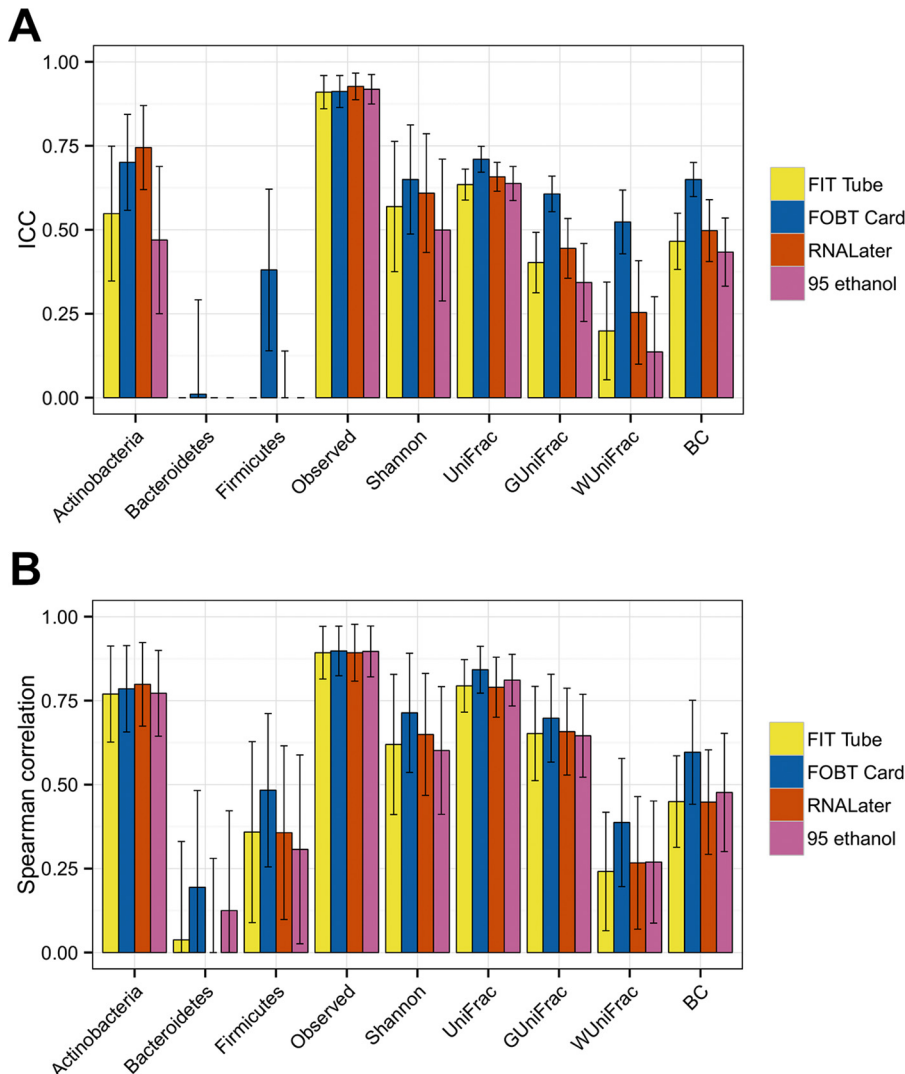 A
1.00
0.75
0.50
0.25
0.00
ICC
Actinobacteria
Bacteroidetes
Firmicutes
Observed
Shannon
UniFrac
GUniFrac
WUniFrac
BC
FIT Tube
FOBT Card
RNALater
95 ethanol
B
1.00
0.75
0.50
0.25
0.00
Spearman correlation
Actinobacteria
Bacteroidetes
Firmicutes
Observed
Shannon
UniFrac
GUniFrac
WUniFrac
BC
FIT Tube
FOBT Card
RNALater
95 ethanol